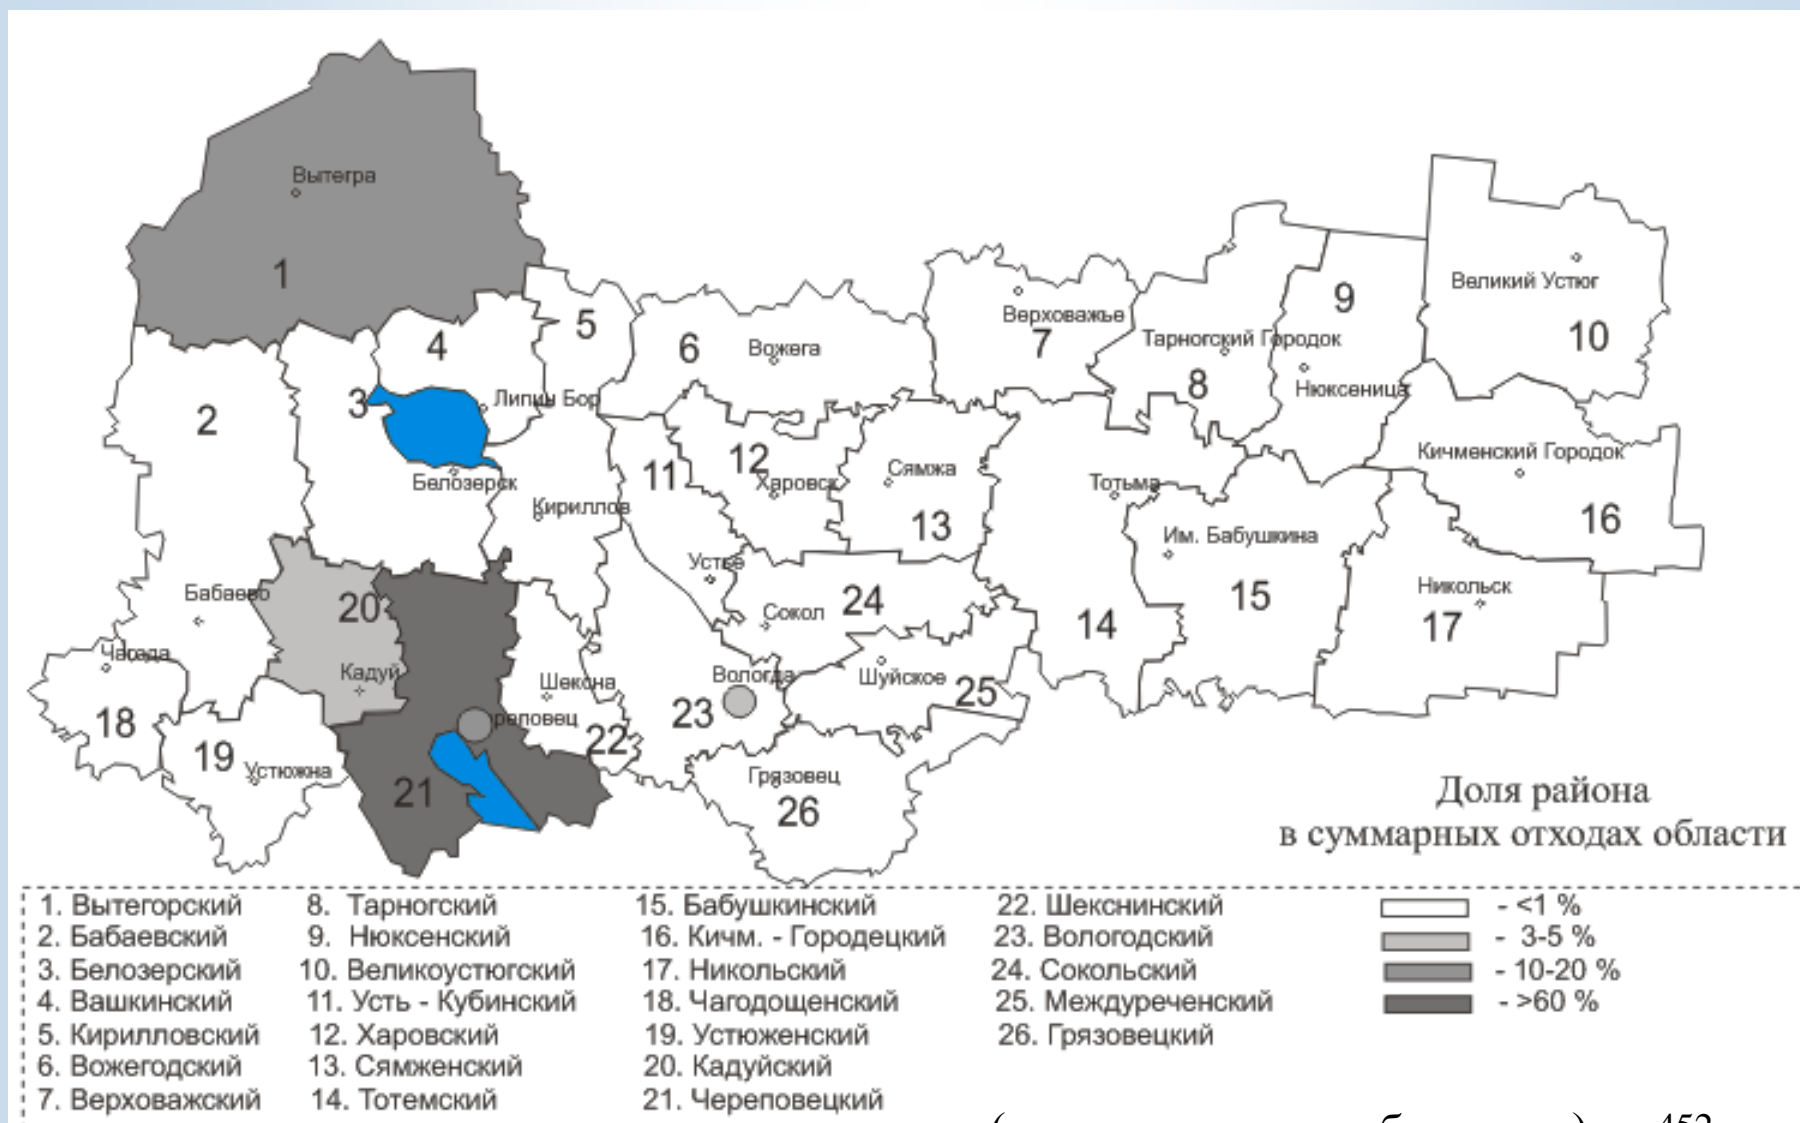 Вытегра
1
Великий Устюг
10
9
5
4
6
Вожега
Верховажье
7
Тарногский Городок
8
Нюксеница
2
3
Липин Бор
Белозерск
Кириллов
11
12
Харовск
Сямжа
13
Тотьма
Кичменский Городок
16
Им. Бабушкина
15
Никольск
17
14
Устье
Сокол
24
Бабаево
20
Кадуй
Чагода
18
19
Устюжна
21
Шексна
22
Вологда
23
Шуйское
25
Грязовец
26
Доля района
в суммарных отходах области
1. Вытегорский
2. Бабаевский
3. Белозерский
4. Вашкинский
5. Кирилловский
6. Вожегодский
7. Верховажский
8. Тарногский
9. Нюксенский
10. Великоустюгский
11. Усть - Кубинский
12. Харовский
13. Сямженский
14. Тотемский
15. Бабушкинский
16. Кичм. - Городецкий
17. Никольский
18. Чагодощенский
19. Устюженский
20. Кадуйский
21. Череповецкий
22. Шекснинский
23. Вологодский
24. Сокольский
25. Междуреченский
26. Грязовецкий
- <1 %
- 3-5 %
- 10-20 %
- >60 %